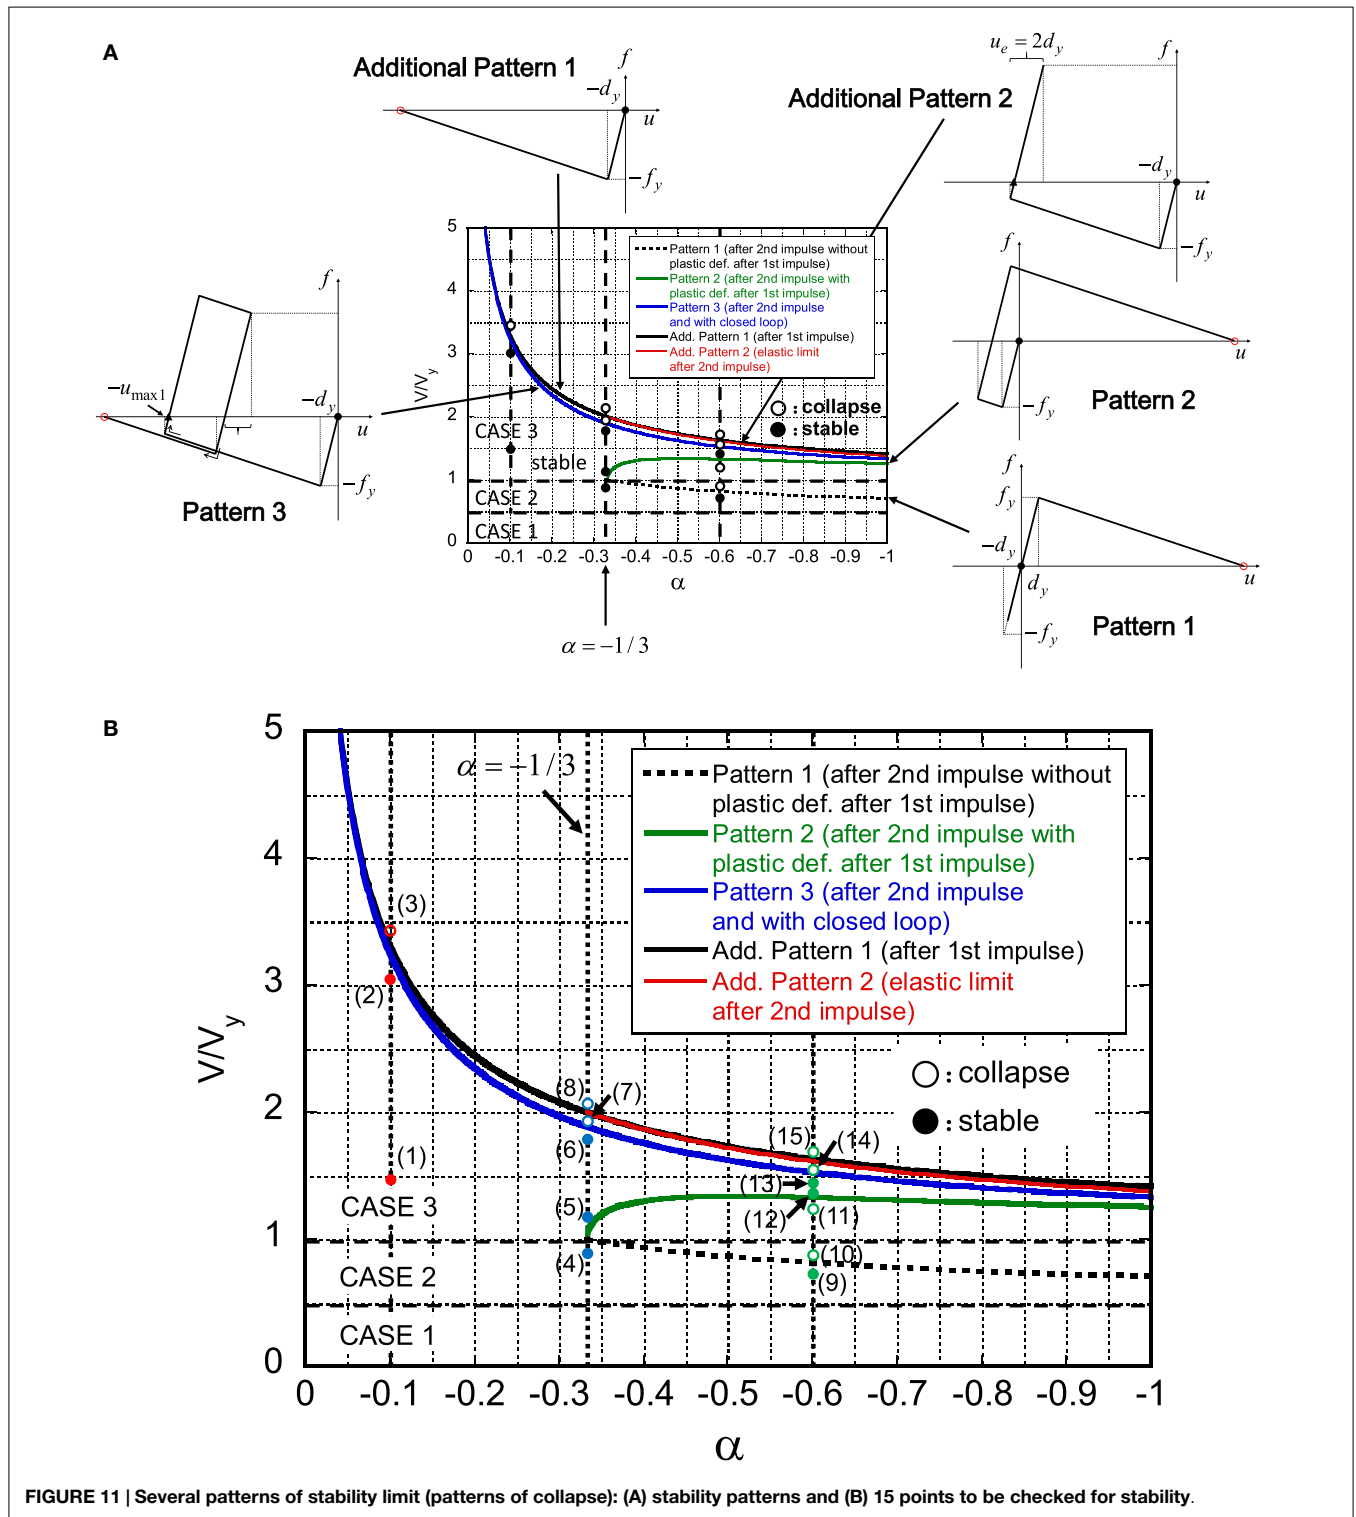 A
Additional Pattern 1
f
−d_y
u
−f_y
Additional Pattern 2
u_e = 2d_y
f
−d_y
u
−f_y
f
−u_max1
−d_y
u
−f_y
Pattern 3
5
4
3
2
1
0
V/V_y
Pattern 1 (after 2nd impulse without
plastic def. after 1st impulse)
Pattern 2 (after 2nd impulse with
plastic def. after 1st impulse)
Pattern 3 (after 2nd impulse
and with closed loop)
Add. Pattern 1 (after 1st impulse)
Add. Pattern 2 (elastic limit
after 2nd impulse)
: collapse
: stable
CASE 3
stable
CASE 2
CASE 1
0 -0.1 -0.2 -0.3 -0.4 -0.5 -0.6 -0.7 -0.8 -0.9 -1
α
α = −1/3
f
u
−f_y
Pattern 2
f
f_y
−d_y
d_y
u
−f_y
Pattern 1
B
5
4
3
2
1
0
V/V_y
α = −1/3
Pattern 1 (after 2nd impulse without
plastic def. after 1st impulse)
Pattern 2 (after 2nd impulse with
plastic def. after 1st impulse)
Pattern 3 (after 2nd impulse
and with closed loop)
Add. Pattern 1 (after 1st impulse)
Add. Pattern 2 (elastic limit
after 2nd impulse)
: collapse
: stable
(3)
(2)
(1)
(8)
(7)
(6)
(5)
(4)
(15)
(14)
(13)
(12)
(11)
(10)
(9)
CASE 3
CASE 2
CASE 1
0 -0.1 -0.2 -0.3 -0.4 -0.5 -0.6 -0.7 -0.8 -0.9 -1
α
FIGURE 11 | Several patterns of stability limit (patterns of collapse): (A) stability patterns and (B) 15 points to be checked for stability.